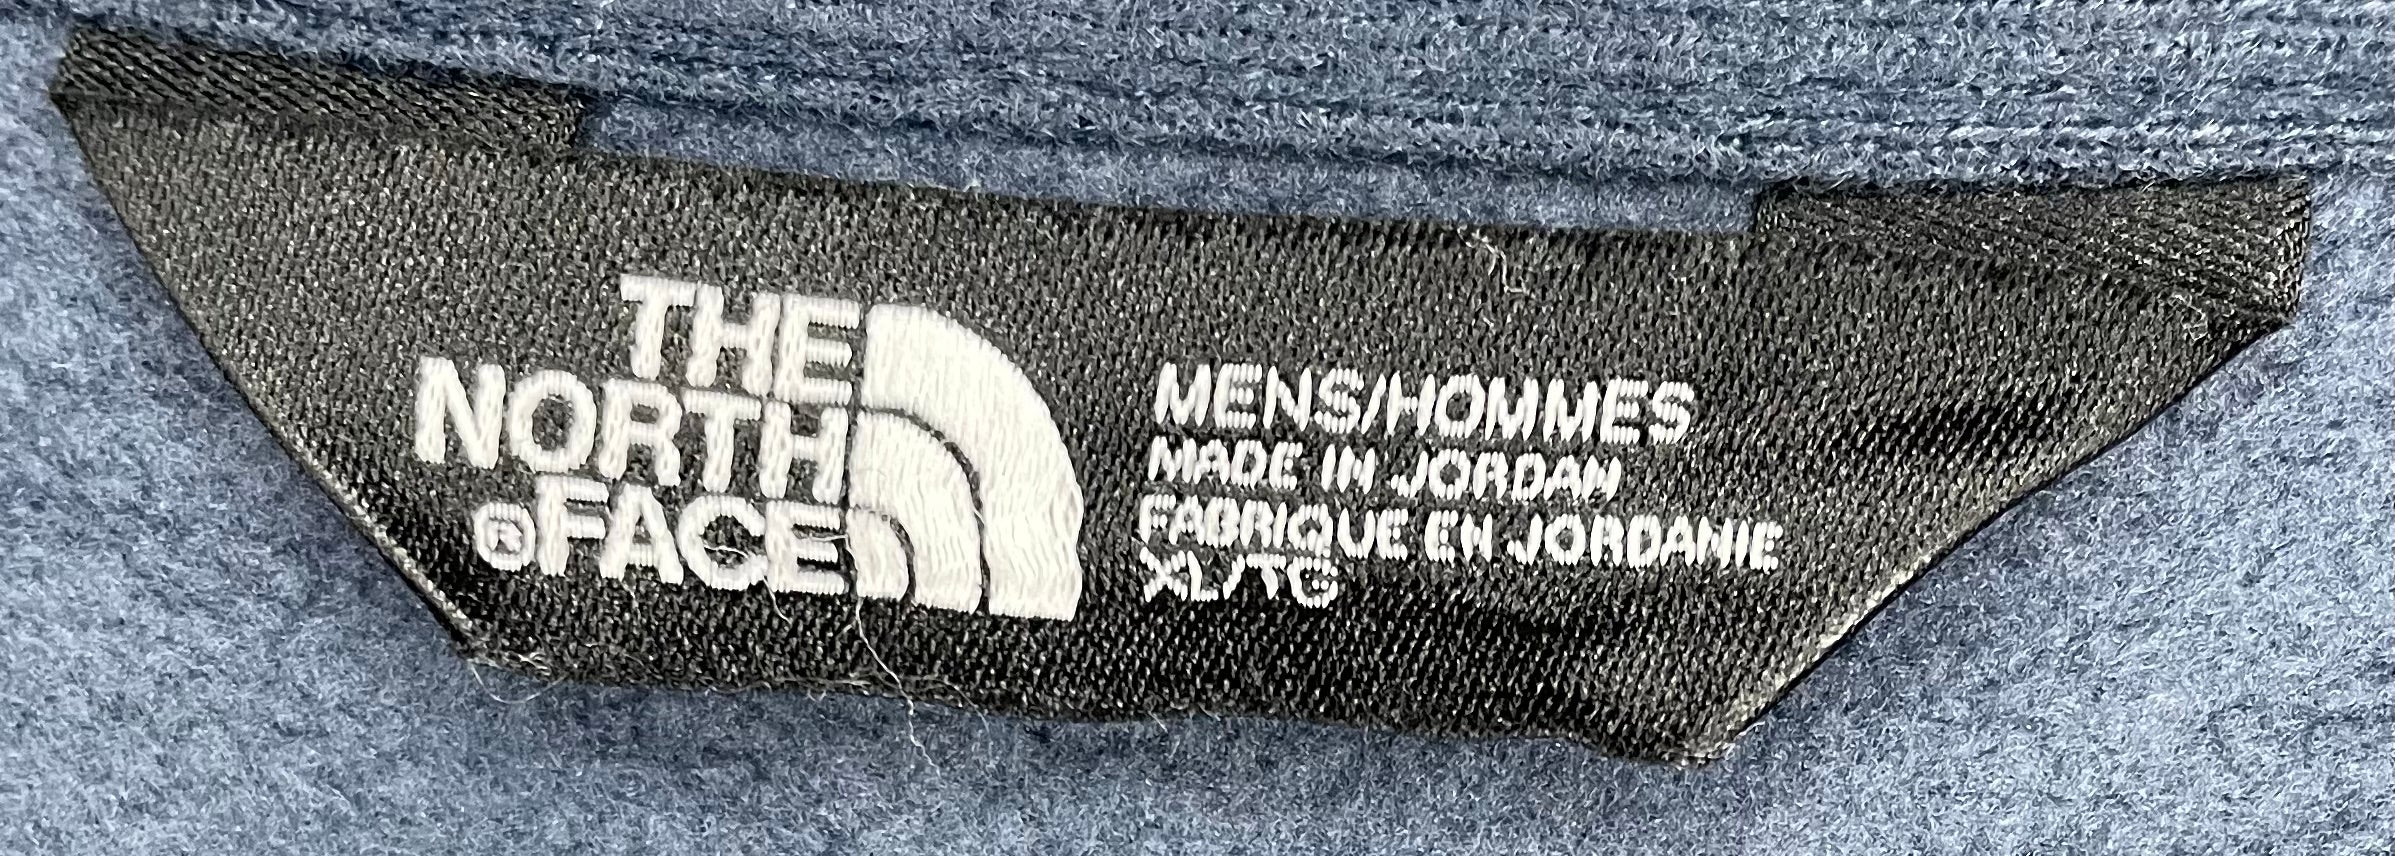 THE
NORTH
®FACE
MENS/HOMMES
MADE IN JORDAN
FABRIQUE EN JORDANIE
XL/TG